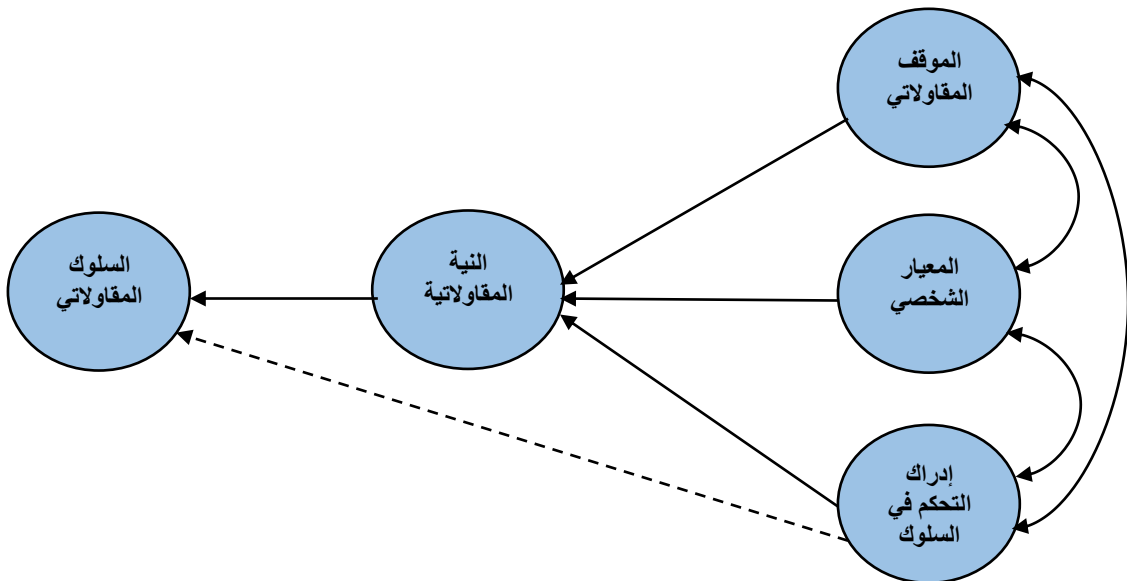 الموقف
المقاولاتي
المعيار
الشخصي
إدراك
التحكم في
السلوك
النية
المقاولاتية
السلوك
المقاولاتي